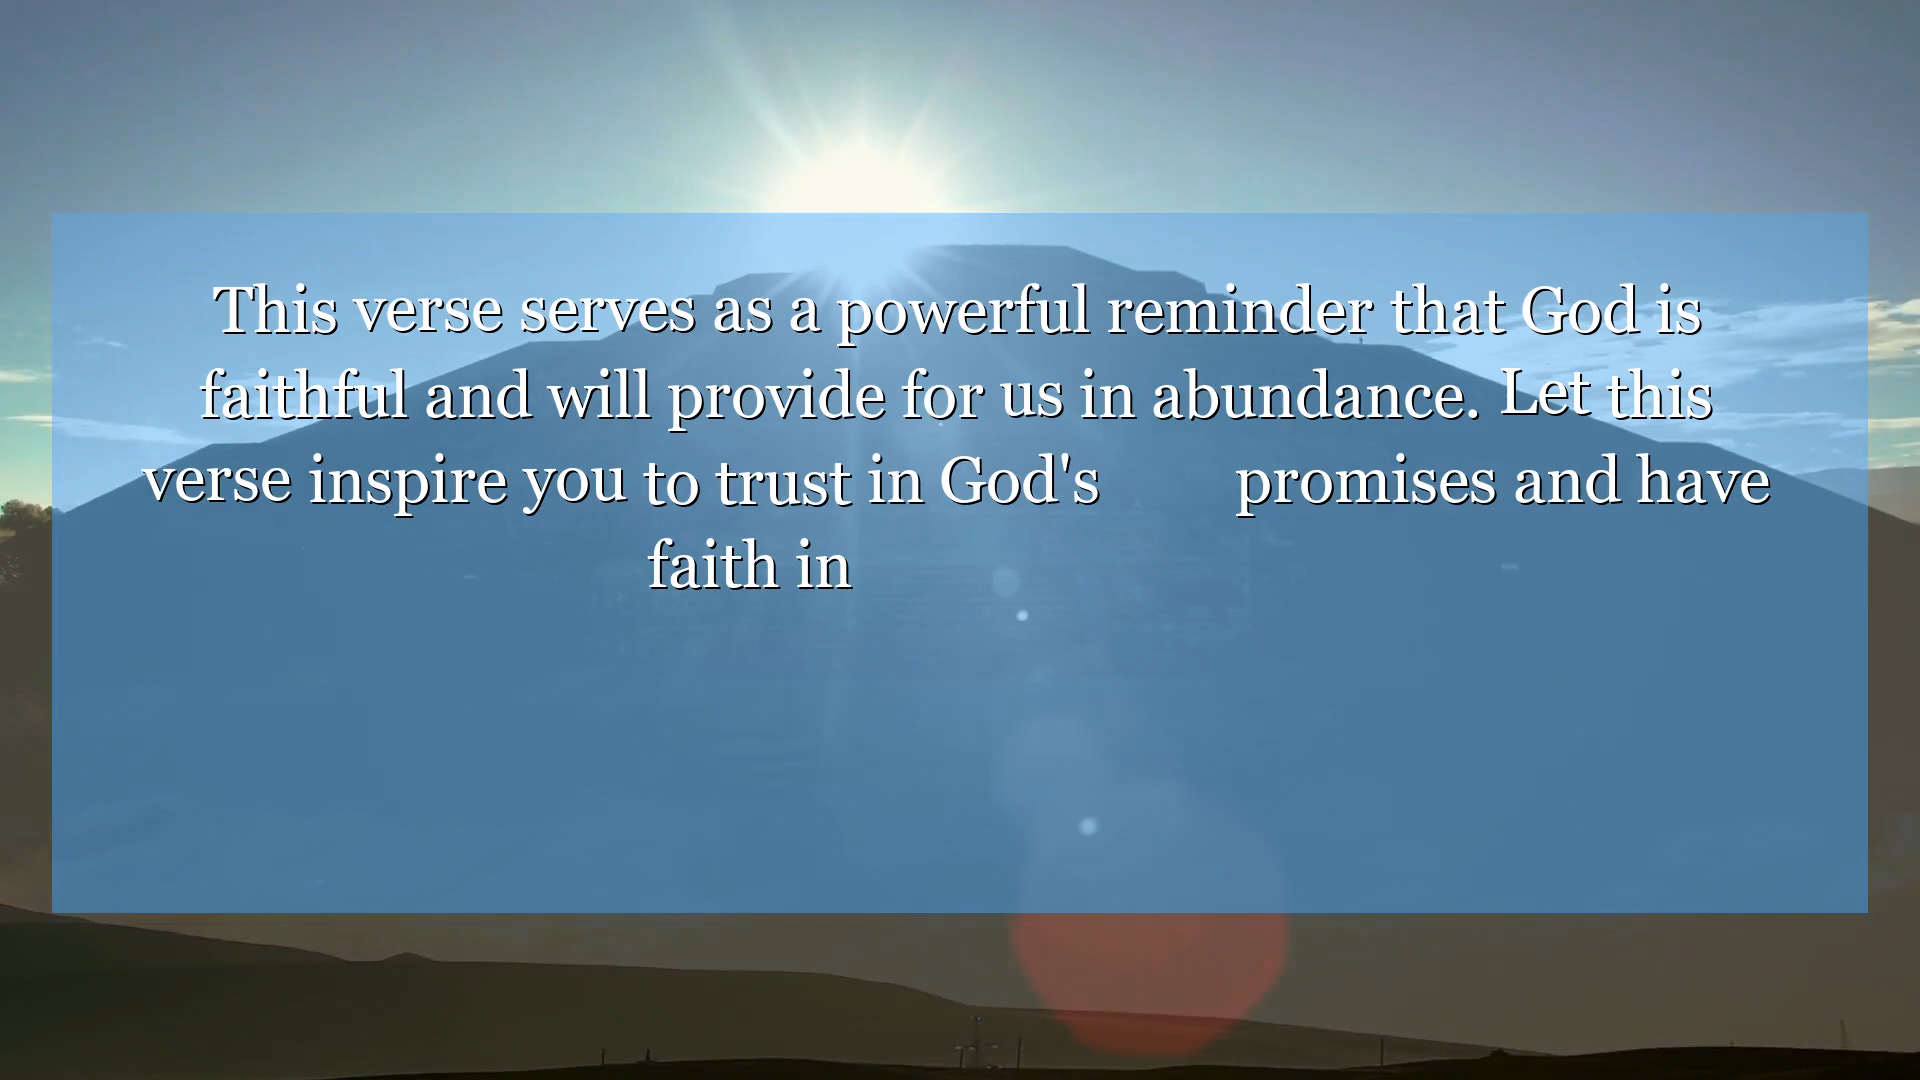 This verse serves as a powerful reminder that God is
faithful and will provide for us in abundance. Let this
verse inspire you to trust in God's promises and have
faith in